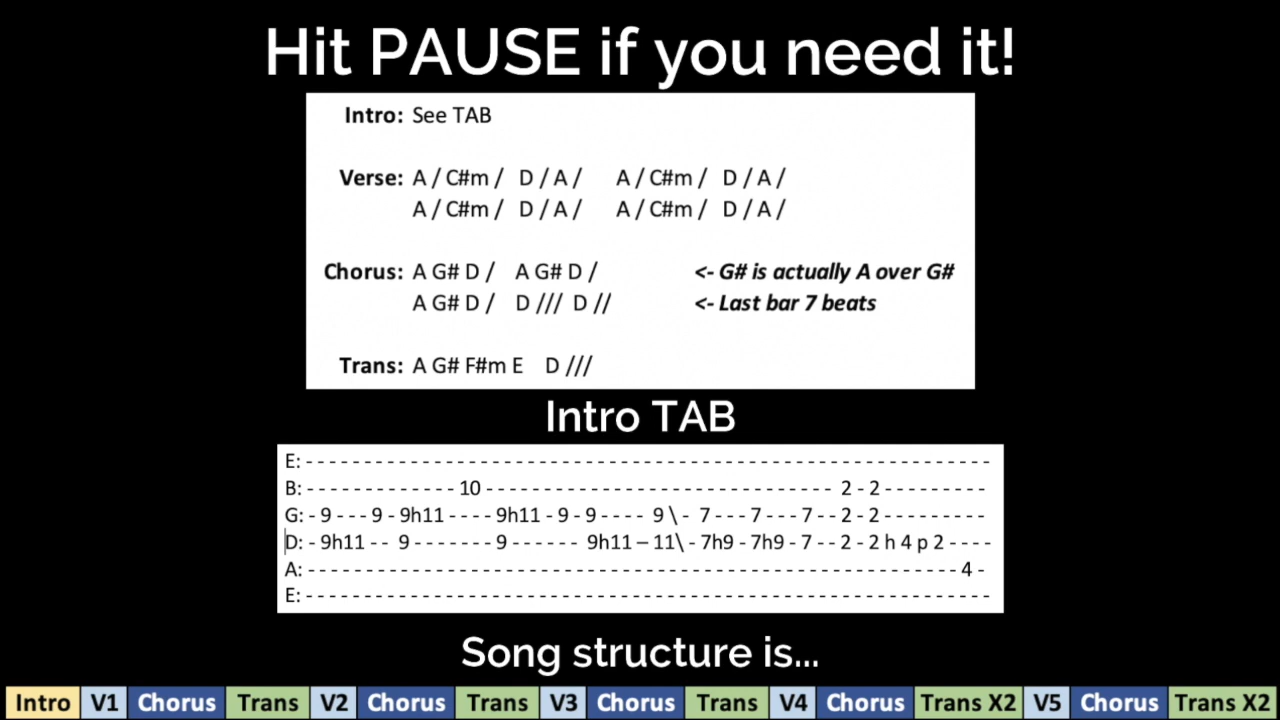 Hit PAUSE if you need it!
Intro: See TAB
Verse: A / C#m / D / A / A / C#m / D / A /
A / C#m / D / A / A / C#m / D / A /
Chorus: A G# D / A G# D / <- G# is actually A over G#
A G# D / D /// D // <- Last bar 7 beats
Trans: A G# F#m E D ///
Intro TAB
E: - - - - - - - - - - - - - - - - - - - - - - - - - - - - - - - - - - - - - - - - - - - - - - - - - - - - - - - - - - -
B: - - - - - - - - - - - - - 10 - - - - - - - - - - - - - - - - - - - - - - - - - - - - - - 2 - 2 - - - - - - - - -
G: - 9 - - - 9 - 9h11 - - - - 9h11 - 9 - 9 - - - - 9 \ - 7 - - - 7 - - - 7 - - 2 - 2 - - - - - - - - -
D: - 9h11 - - 9 - - - - - - - 9 - - - - - - 9h11 – 11\ - 7h9 - 7h9 - 7 - - 2 - 2 h 4 p 2 - - - -
A: - - - - - - - - - - - - - - - - - - - - - - - - - - - - - - - - - - - - - - - - - - - - - - - - - - - - - - - - 4 -
E: - - - - - - - - - - - - - - - - - - - - - - - - - - - - - - - - - - - - - - - - - - - - - - - - - - - - - - - - - - -
Song structure is...
Intro V1 Chorus Trans V2 Chorus Trans V3 Chorus Trans V4 Chorus Trans X2 V5 Chorus Trans X2